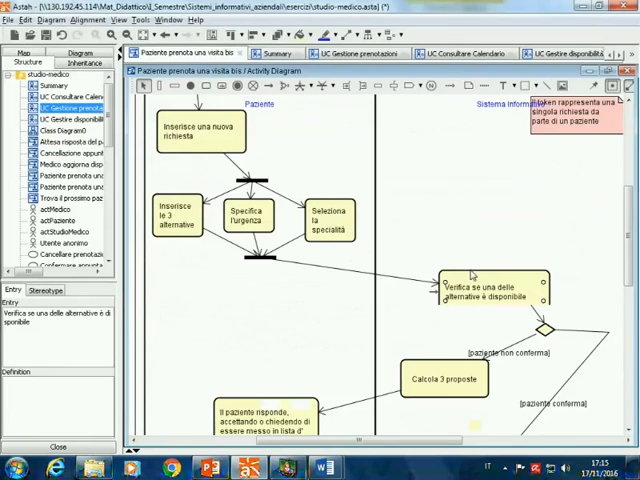 Astah - [\\130.192.45.114\Mat_Didattico\I_Semestre\Sistemi_informativi_aziendali\esercizi\studio-medico.asta] (*)
File Edit Diagram Alignment View Tools Window Help
Map Diagram
Structure Inheritance
studio-medico
Summary
UC Consultare Calen
UC Gestione prenota
UC Gestire disponibil
Class Diagram0
Attesa risposta del p
Cancellazione appunt
Medico aggiorna disp
Paziente prenota una
Paziente prenota una
Trova il prossimo paz
actMedico
actPaziente
actStudioMedico
Utente anonimo
Cancellare prenotaz
Confermare appunta
Entry Stereotype
Entry
Verifica se una delle alternative è di
sponibile
Definition
Close
Paziente prenota una visita bis
Summary
UC Gestione prenotazioni
UC Consultare Calendario
UC Gestire disponibilità
Paziente prenota una visita bis / Activity Diagram
Paziente
Sistema Informativo
Il token rappresenta una
singola richiesta da
parte di un paziente
Inserisce una nuova
richiesta
Inserisce
le 3
alternative
Specifica
l'urgenza
Seleziona
la
specialità
Verifica se una delle
alternative è disponibile
[paziente non conferma]
Calcola 3 proposte
[paziente conferma]
Il paziente risponde,
accettando o chiedendo di
essere messo in lista d'
IT
17:15
17/11/2016